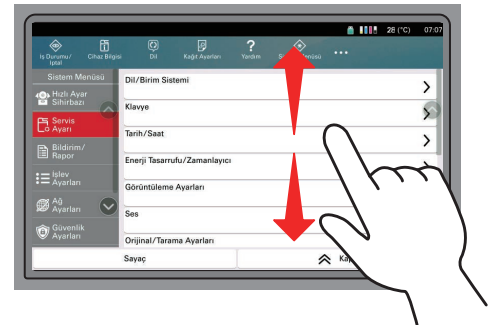 28 (°C) 07:07
İş Durumu/
İptal
Cihaz Bilgisi
Dil
Kağıt Ayarları
?
Yardım
...
Sistem Menüsü
Hızlı Ayar
Sihirbazı
Servis
Ayarı
Bildirim/
Rapor
İşlev
Ayarları
Ağ
Ayarları
Güvenlik
Ayarları
Dil/Birim Sistemi
Klavye
Tarih/Saat
Enerji Tasarrufu/Zamanlayıcı
Görüntüleme Ayarları
Ses
Orijinal/Tarama Ayarları
Sayaç